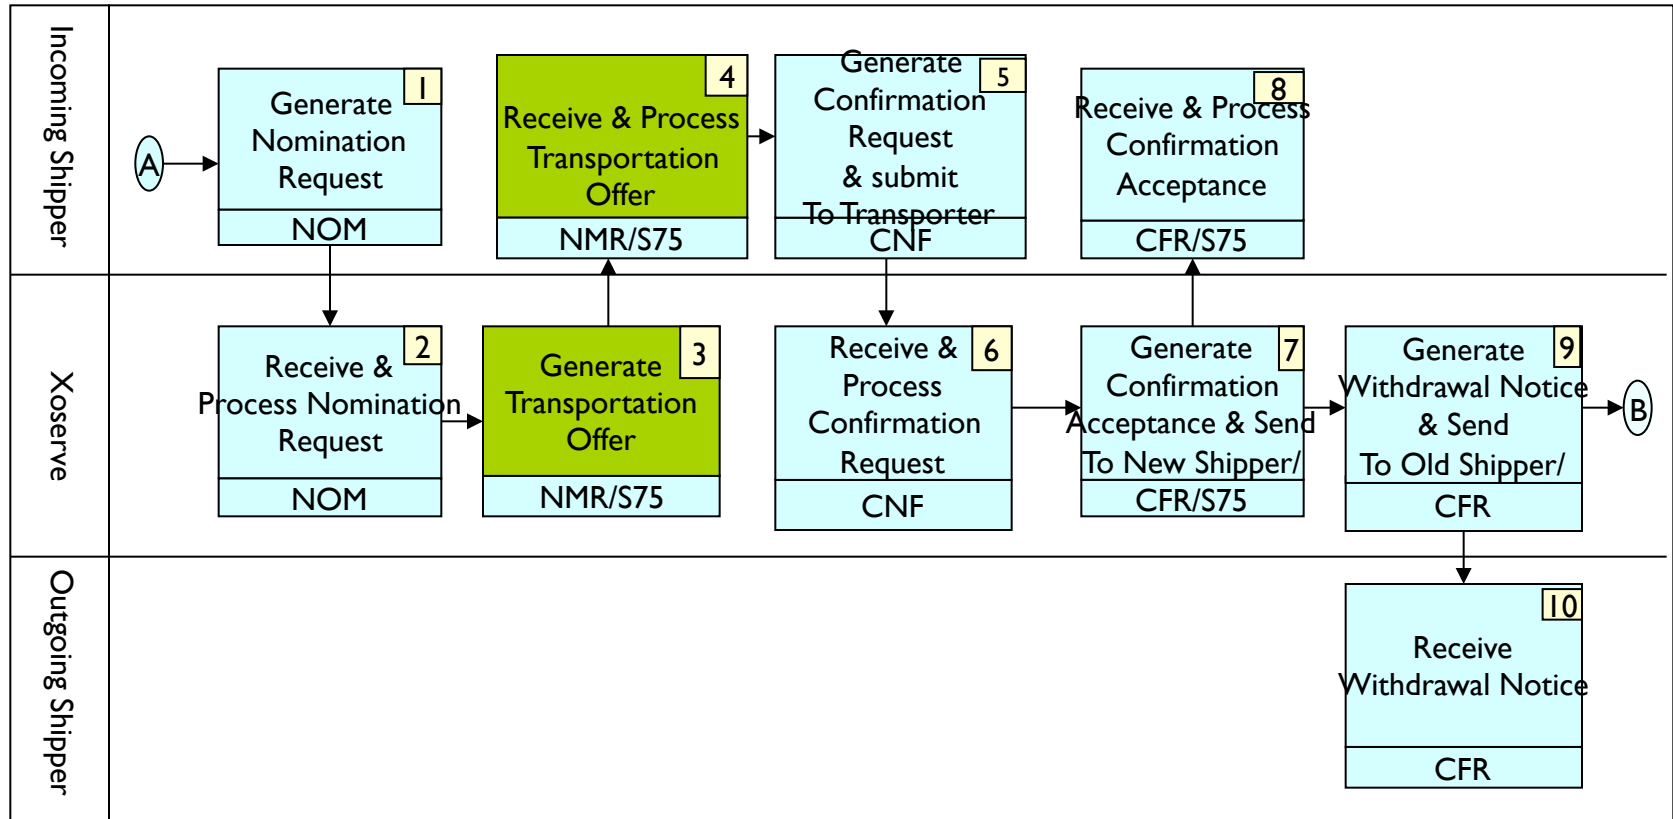 Incoming Shipper
A
1
Generate
Nomination
Request
NOM
4
Receive & Process
Transportation
Offer
NMR/S75
5
Generate
Confirmation
Request
& submit
To Transporter
CNF
8
Receive & Process
Confirmation
Acceptance
CFR/S75
Xoserve
2
Receive &
Process Nomination
Request
NOM
3
Generate
Transportation
Offer
NMR/S75
6
Receive &
Process
Confirmation
Request
CNF
7
Generate
Confirmation
Acceptance & Send
To New Shipper/
CFR/S75
9
Generate
Withdrawal Notice
& Send
To Old Shipper/
CFR
B
Outgoing Shipper
10
Receive
Withdrawal Notice
CFR